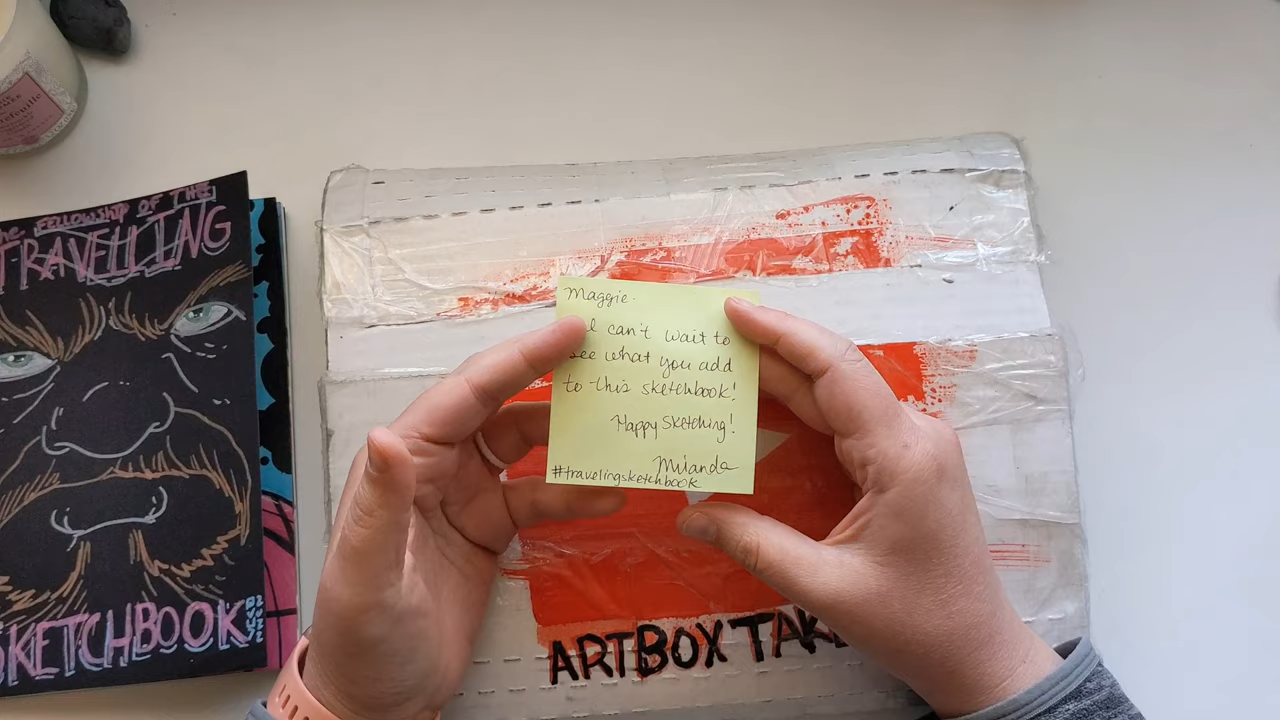 The FELLOWSHIP OF THE
TRAVELLING
SKETCHBOOK
Maggie.
I can't wait to
see what you add
to this sketchbook!
Happy Sketching!
#travelingsketchbook
ARTBOX TAK